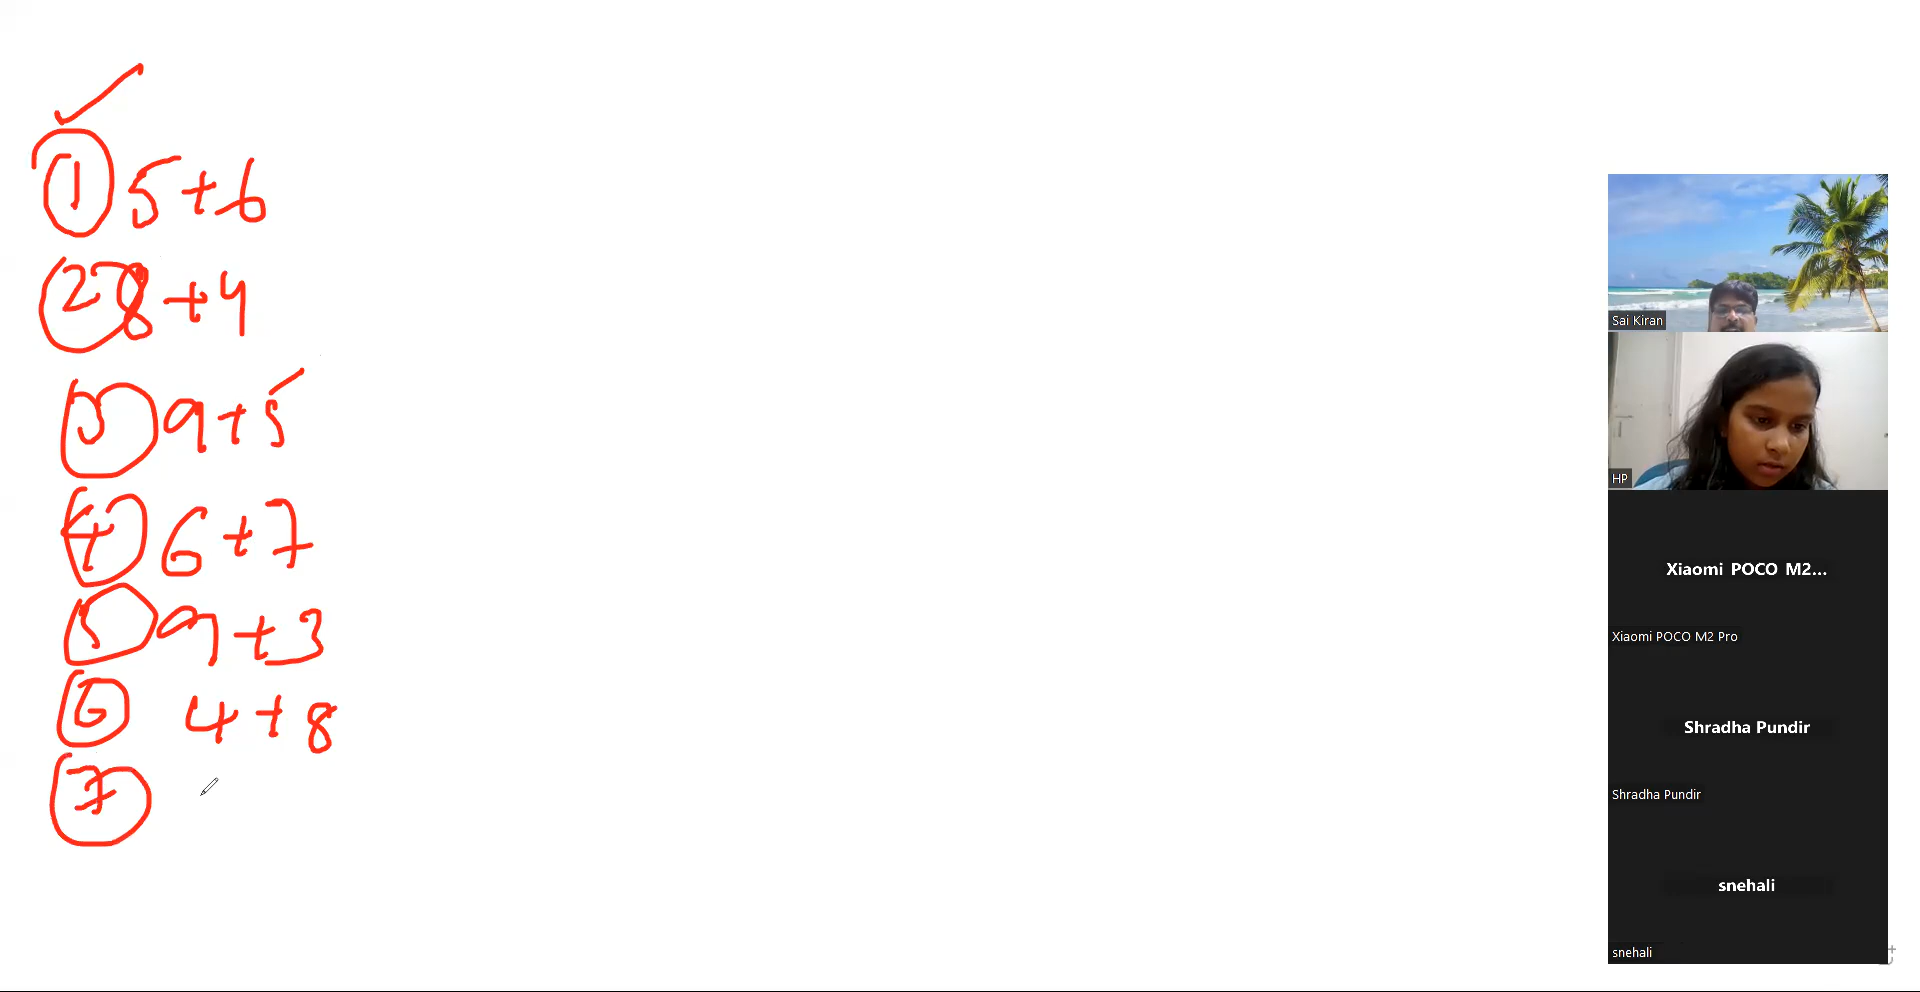 ① 5+6
② 8+4
③ 9+5
④ 6+7
⑤ 9+3
⑥ 4+8
⑦
Sai Kiran
HP
Xiaomi POCO M2...
Xiaomi POCO M2 Pro
Shradha Pundir
Shradha Pundir
snehali
snehali